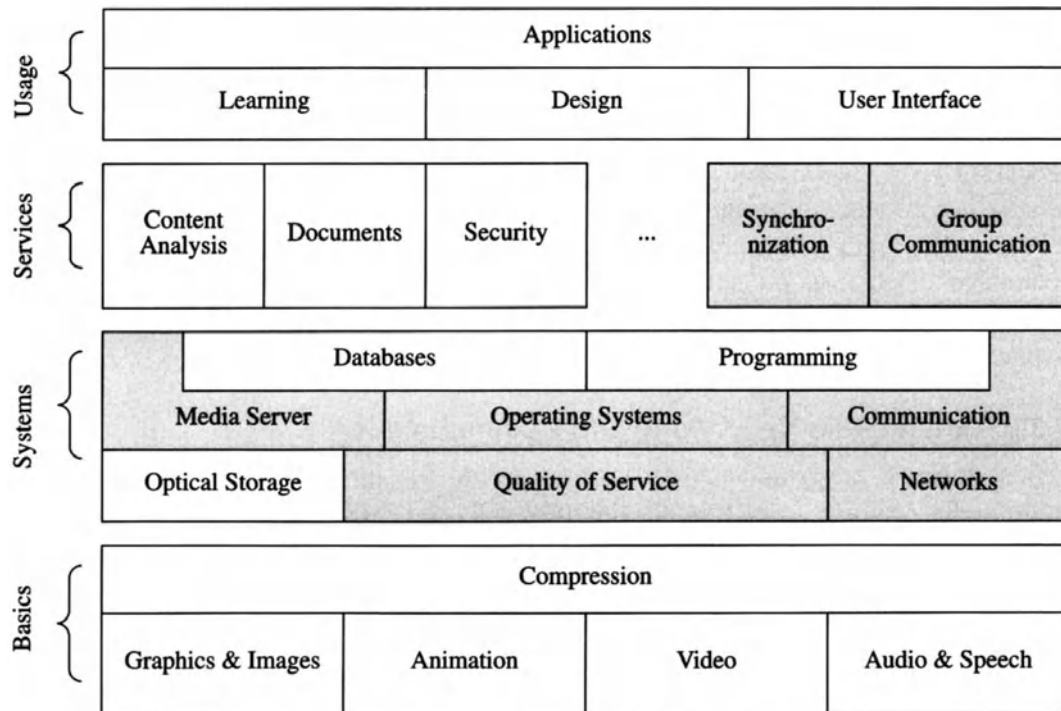 Usage
Applications
Learning
Design
User Interface
Services
Content
Analysis
Documents
Security
...
Synchro-
nization
Group
Communication
Systems
Databases
Programming
Media Server
Operating Systems
Communication
Optical Storage
Quality of Service
Networks
Basics
Compression
Graphics & Images
Animation
Video
Audio & Speech